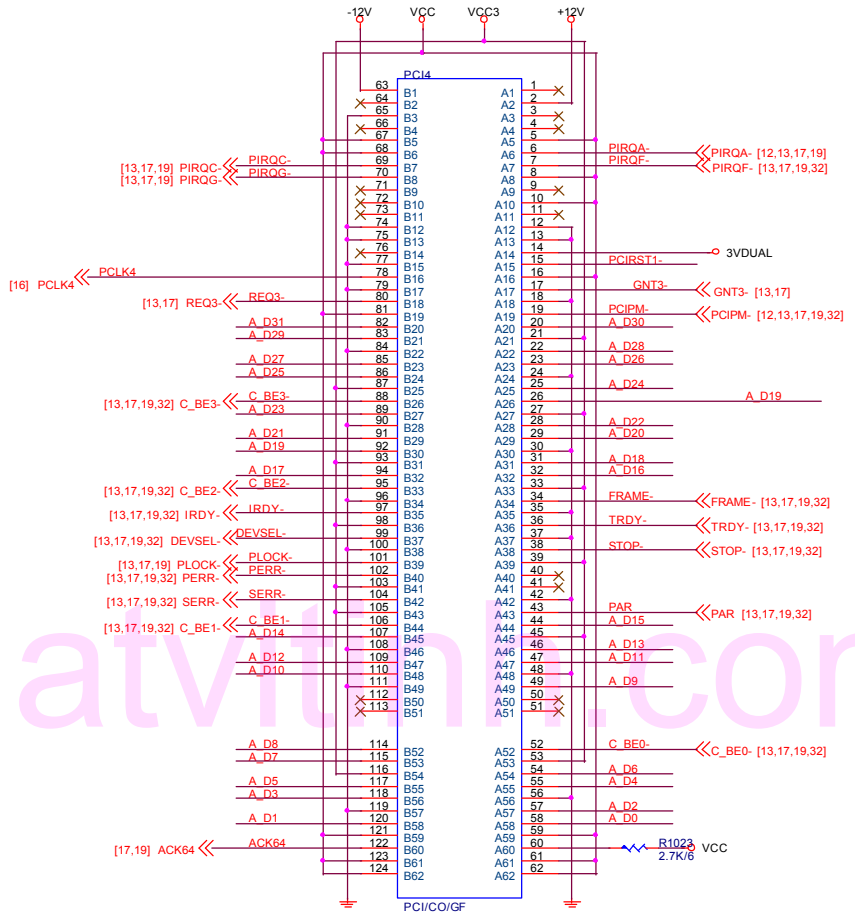 -12V VCC VCC3 +12V
PCI4
63 B1 A1 1
64 B2 A2 2
65 B3 A3 3
66 B4 A4 4
67 B5 A5 5
68 B6 A6 6 PIRQA- PIRQA- [12,13,17,19]
[13,17,19] PIRQC- PIRQC- 69 B7 A7 7 PIRQF- PIRQF- [13,17,19,32]
[13,17,19] PIRQG- PIRQG- 70 B8 A8 8
71 B9 A9 9
72 B10 A10 10
73 B11 A11 11
74 B12 A12 12
75 B13 A13 13
76 B14 A14 14 3VDUAL
77 B15 A15 15 PCIRST1-
[16] PCLK4 PCLK4 78 B16 A16 16
79 B17 A17 17 GNT3- GNT3- [13,17]
[13,17] REQ3- REQ3- 80 B18 A18 18
81 B19 A19 19 PCIPM- PCIPM- [12,13,17,19,32]
A_D31 82 B20 A20 20 A_D30
A_D29 83 B21 A21 21
84 B22 A22 22 A_D28
A_D27 85 B23 A23 23 A_D26
A_D25 86 B24 A24 24
87 B25 A25 25 A_D24
[13,17,19,32] C_BE3- C_BE3- 88 B26 A26 26 A_D19
A_D23 89 B27 A27 27
90 B28 A28 28 A_D22
A_D21 91 B29 A29 29 A_D20
A_D19 92 B30 A30 30
93 B31 A31 31 A_D18
A_D17 94 B32 A32 32 A_D16
[13,17,19,32] C_BE2- C_BE2- 95 B33 A33 33
96 B34 A34 34 FRAME- FRAME- [13,17,19,32]
[13,17,19,32] IRDY- IRDY- 97 B35 A35 35
98 B36 A36 36 TRDY- TRDY- [13,17,19,32]
[13,17,19,32] DEVSEL- DEVSEL- 99 B37 A37 37
100 B38 A38 38 STOP- STOP- [13,17,19,32]
[13,17,19] PLOCK- PLOCK- 101 B39 A39 39
[13,17,19,32] PERR- PERR- 102 B40 A40 40
103 B41 A41 41
[13,17,19,32] SERR- SERR- 104 B42 A42 42
105 B43 A43 43 PAR PAR [13,17,19,32]
[13,17,19,32] C_BE1- C_BE1- 106 B44 A44 44 A_D15
A_D14 107 B45 A45 45
108 B46 A46 46 A_D13
A_D12 109 B47 A47 47 A_D11
A_D10 110 B48 A48 48
111 B49 A49 49 A_D9
112 B50 A50 50
113 B51 A51 51
atvitinh.com
A_D8 114 B52 A52 52 C_BE0- C_BE0- [13,17,19,32]
A_D7 115 B53 A53 53
116 B54 A54 54 A_D6
A_D5 117 B55 A55 55 A_D4
A_D3 118 B56 A56 56
119 B57 A57 57 A_D2
A_D1 120 B58 A58 58 A_D0
121 B59 A59 59
[17,19] ACK64 ACK64 122 B60 A60 60 R1023 VCC
2.7K/6
123 B61 A61 61
124 B62 A62 62
PCI/CO/GF